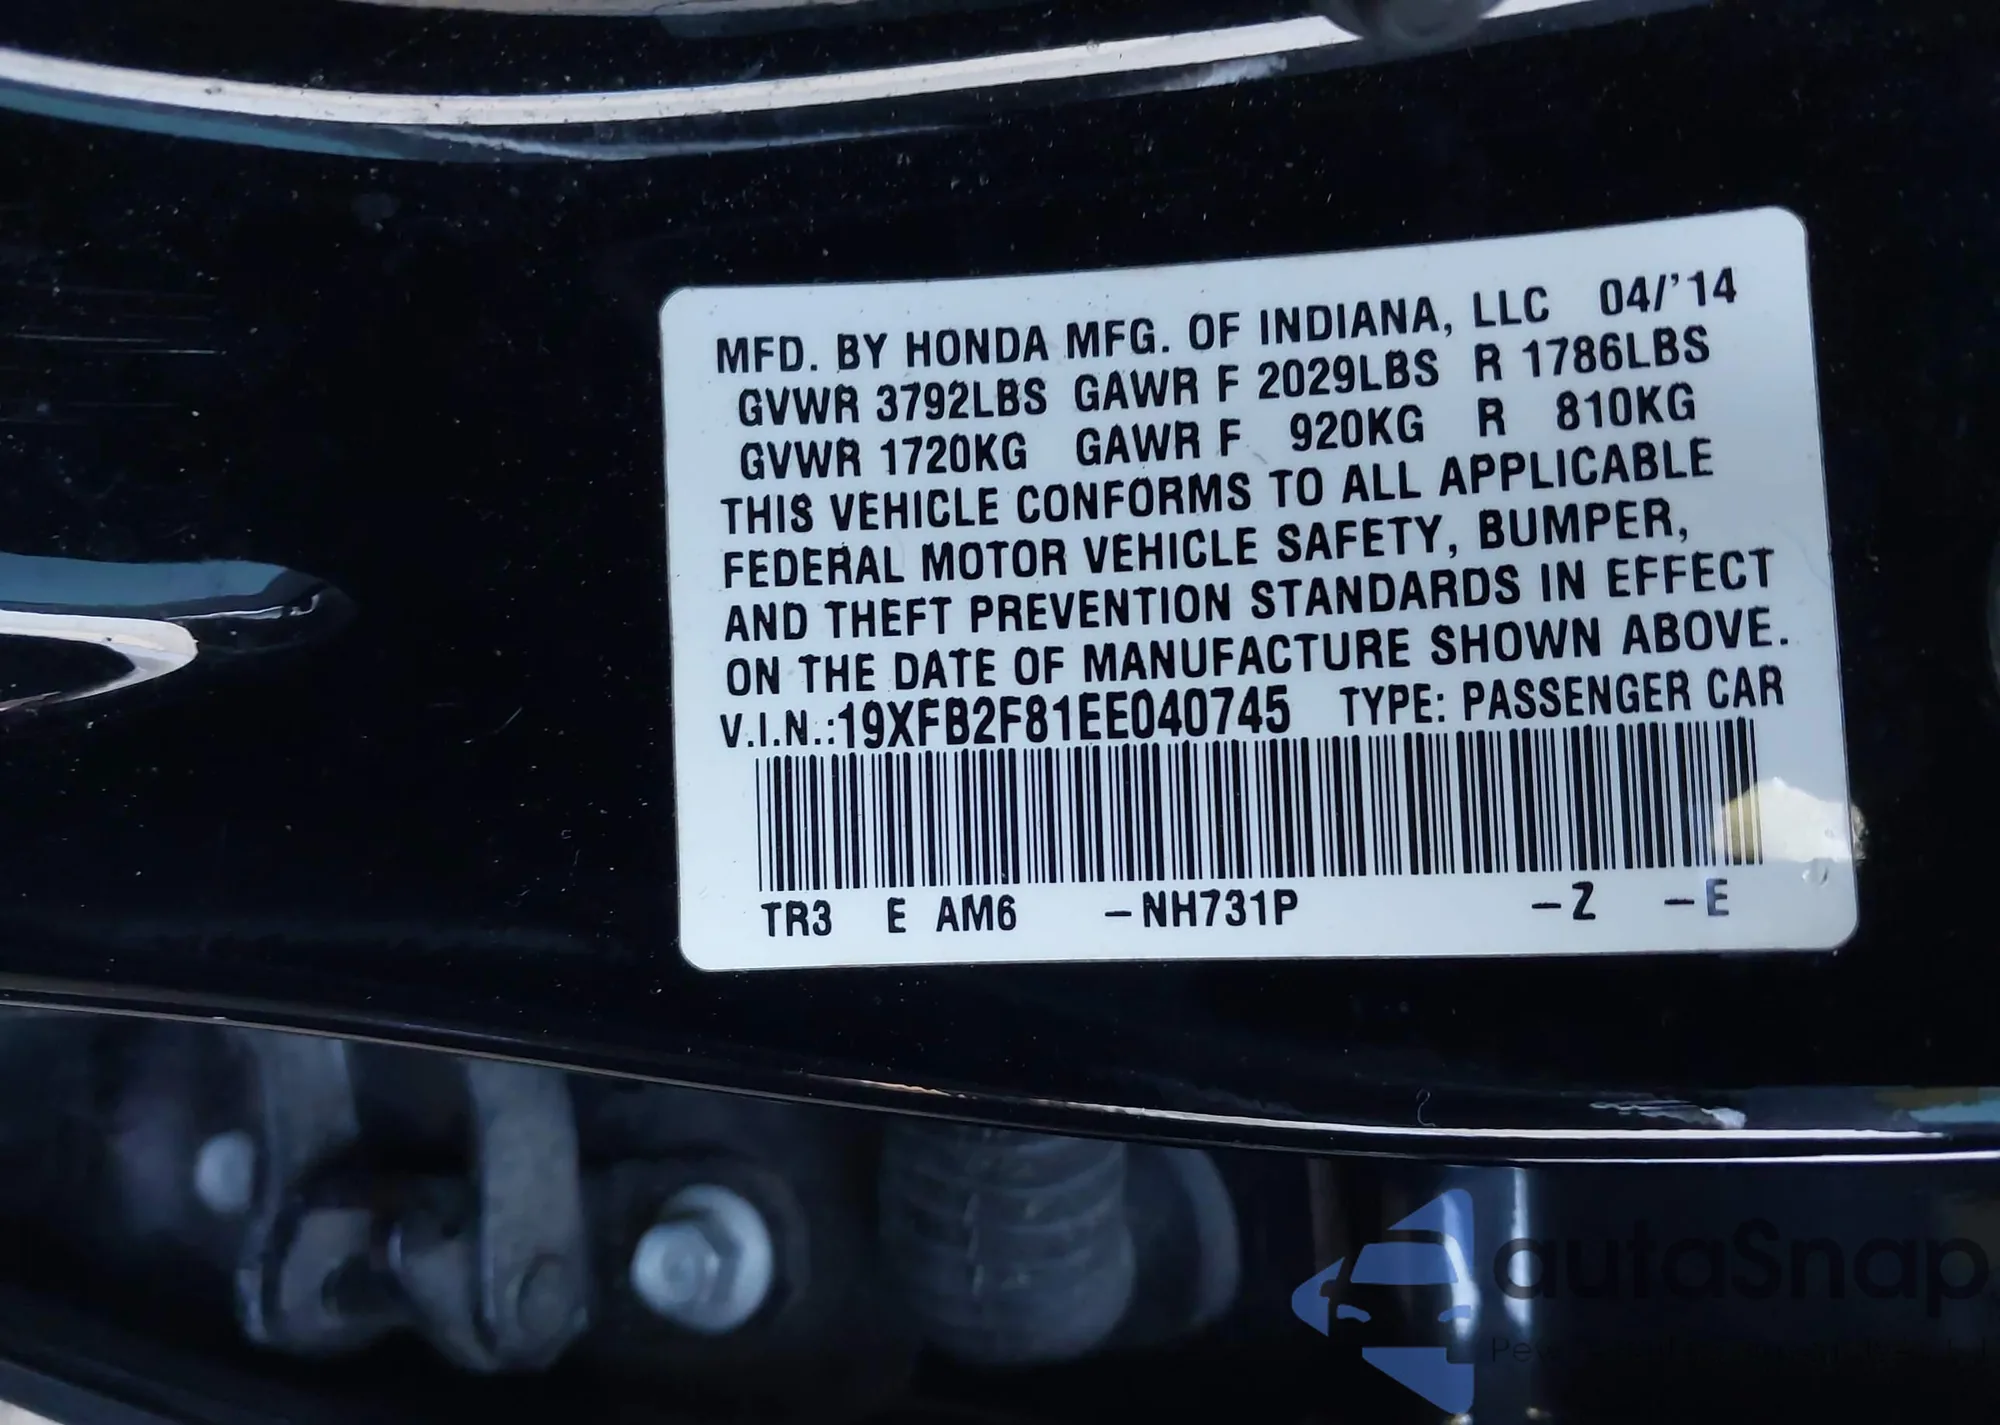 MFD. BY HONDA MFG. OF INDIANA, LLC 04/'14
GVWR 3792LBS GAWR F 2029LBS R 1786LBS
GVWR 1720KG GAWR F 920KG R 810KG
THIS VEHICLE CONFORMS TO ALL APPLICABLE
FEDERAL MOTOR VEHICLE SAFETY, BUMPER,
AND THEFT PREVENTION STANDARDS IN EFFECT
ON THE DATE OF MANUFACTURE SHOWN ABOVE.
V.I.N.:19XFB2F81EE040745 TYPE: PASSENGER CAR
TR3 E AM6 -NH731P -Z -E
autaSnap